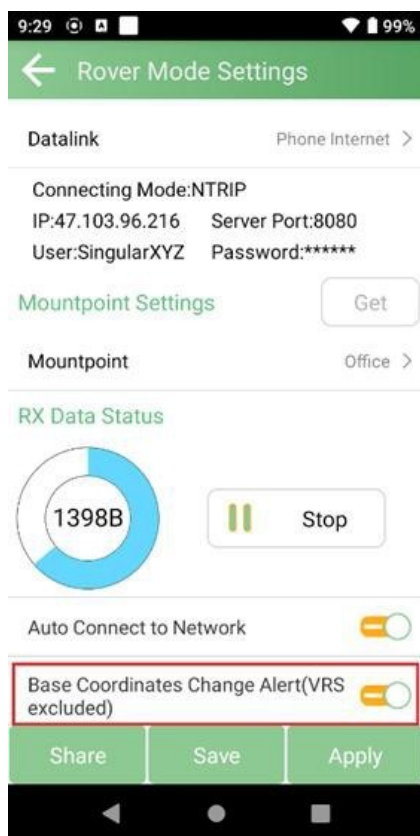 9:29 99%
Rover Mode Settings
Datalink Phone Internet >
Connecting Mode:NTRIP
IP:47.103.96.216 Server Port:8080
User:SingularXYZ Password:******
Mountpoint Settings Get
Mountpoint Office >
RX Data Status
1398B Stop
Auto Connect to Network
Base Coordinates Change Alert(VRS
excluded)
Share Save Apply